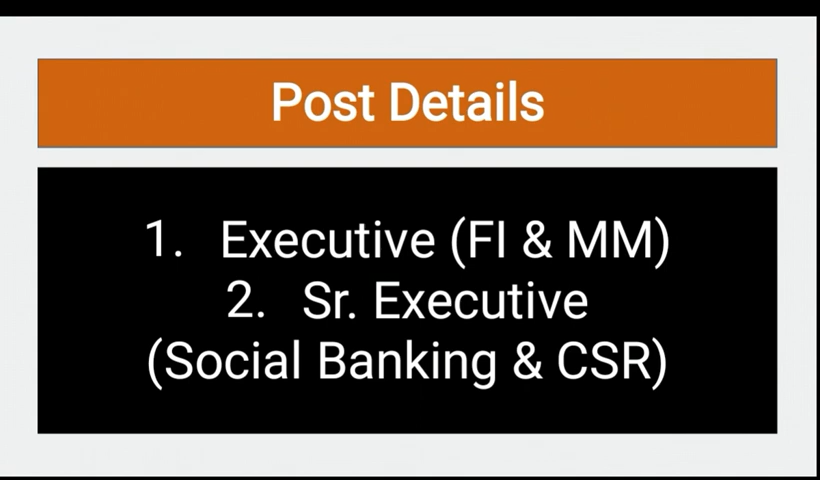 Post Details
1. Executive (FI & MM)
2. Sr. Executive
(Social Banking & CSR)